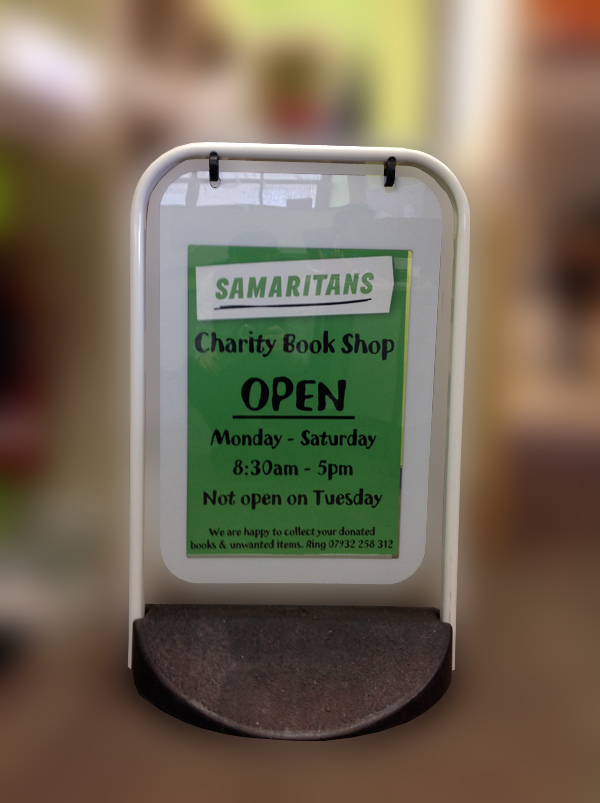 SAMARITANS
Charity Book Shop
OPEN
Monday - Saturday
8:30am - 5pm
Not open on Tuesday
We are happy to collect your donated
books & unwanted items. Ring 07932 258 312